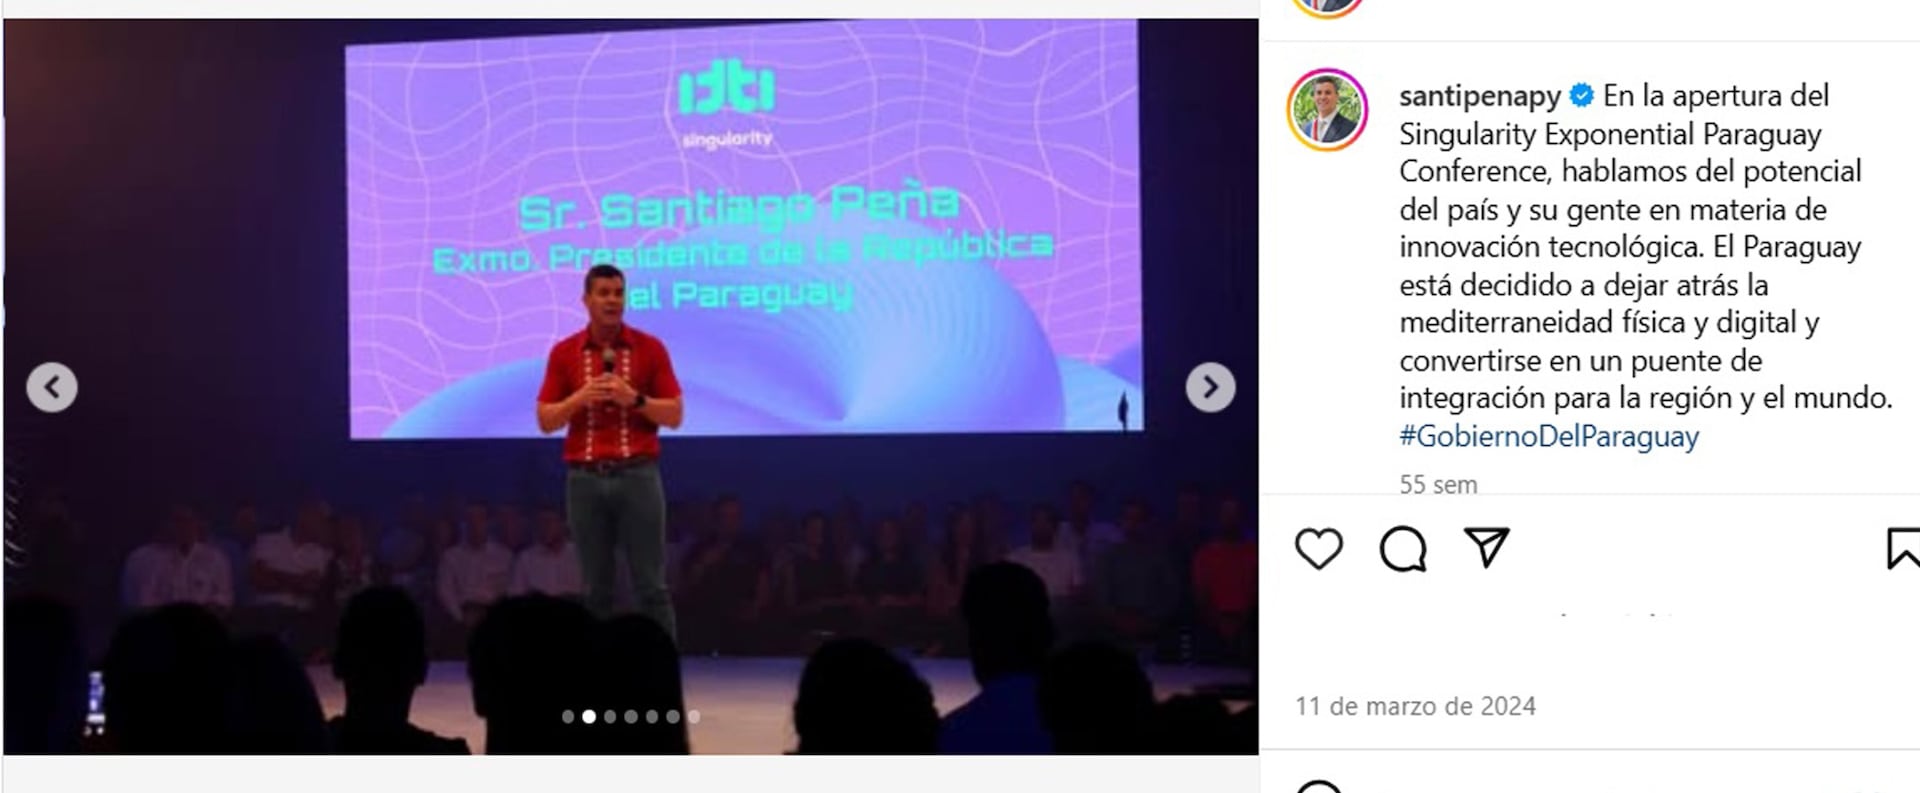 singularity
Sr. Santiago Peña
Exmo. Presidente de la República
el Paraguay
santipenapy En la apertura del
Singularity Exponential Paraguay
Conference, hablamos del potencial
del país y su gente en materia de
innovación tecnológica. El Paraguay
está decidido a dejar atrás la
mediterraneidad física y digital y
convertirse en un puente de
integración para la región y el mundo.
#GobiernoDelParaguay
55 sem
11 de marzo de 2024